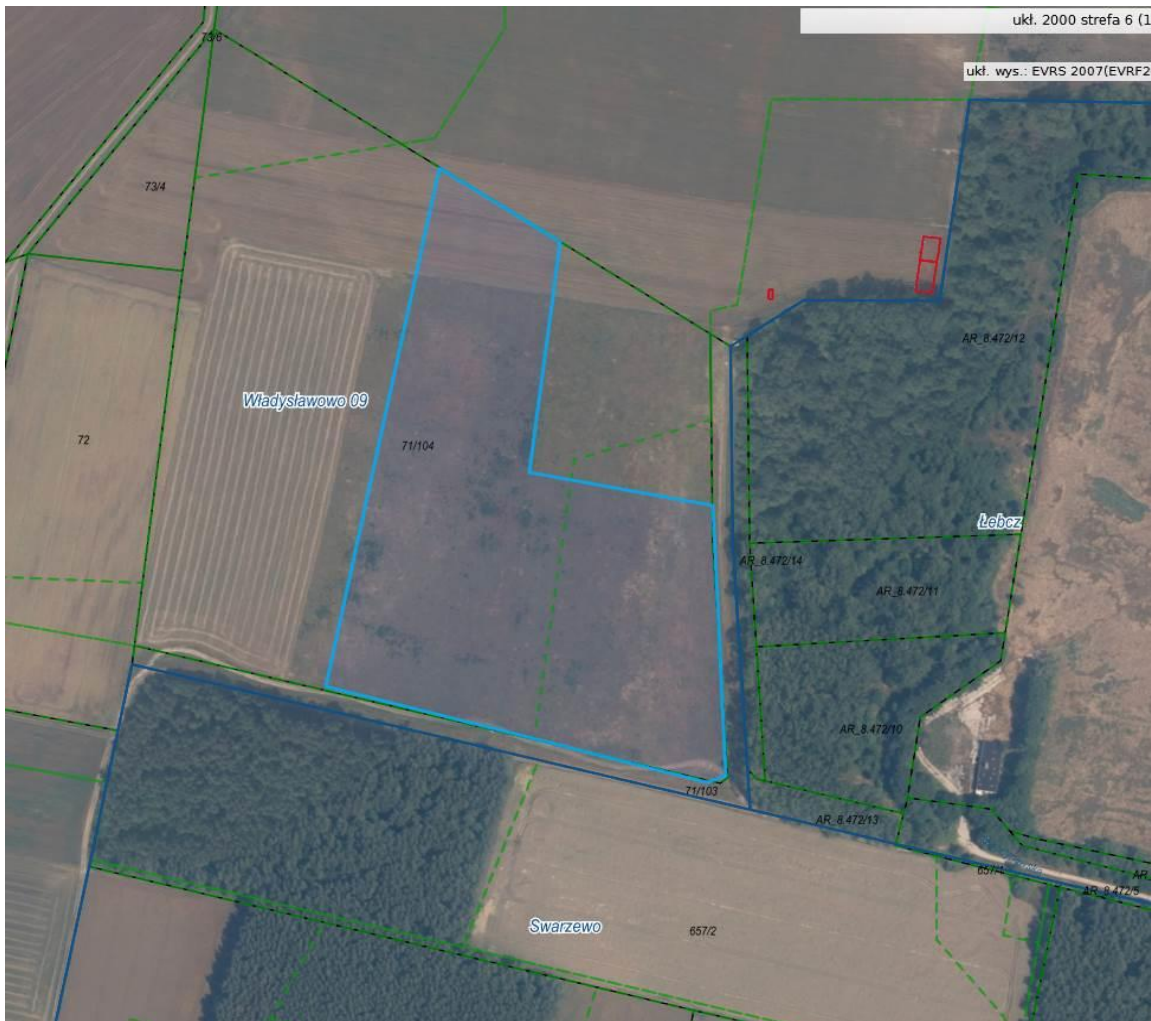 ukł. 2000 strefa 6 (1
73/6
ukł. wys.: EVRS 2007(EVRF2
73/4
AR_8.472/12
Władysławowo 09
72
71/104
Łebcz
AR_8.472/14
AR_8.472/11
AR_8.472/10
71/103
AR_8.472/13
657/4
AR_
AR_8.472/5
Swarzewo
657/2